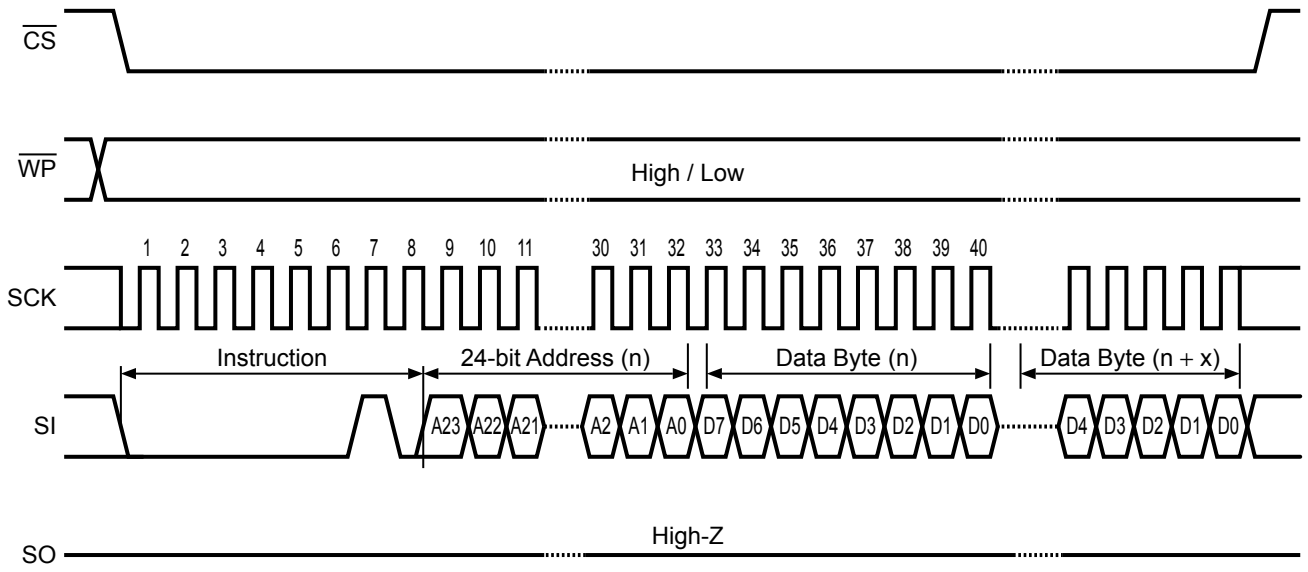 CS
WP
High / Low
1 2 3 4 5 6 7 8 9 10 11 30 31 32 33 34 35 36 37 38 39 40
SCK
Instruction 24-bit Address (n) Data Byte (n) Data Byte (n + x)
SI A23 A22 A21 A2 A1 A0 D7 D6 D5 D4 D3 D2 D1 D0 D4 D3 D2 D1 D0
High-Z
SO